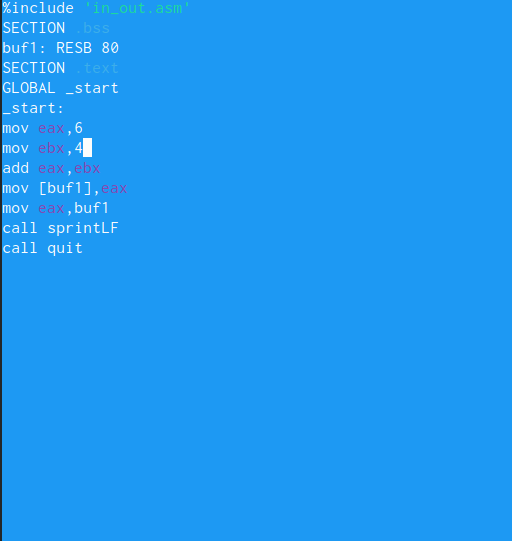 %include 'in_out.asm'
SECTION .bss
buf1: RESB 80
SECTION .text
GLOBAL _start
_start:
mov eax,6
mov ebx,4
add eax,ebx
mov [buf1],eax
mov eax,buf1
call sprintLF
call quit